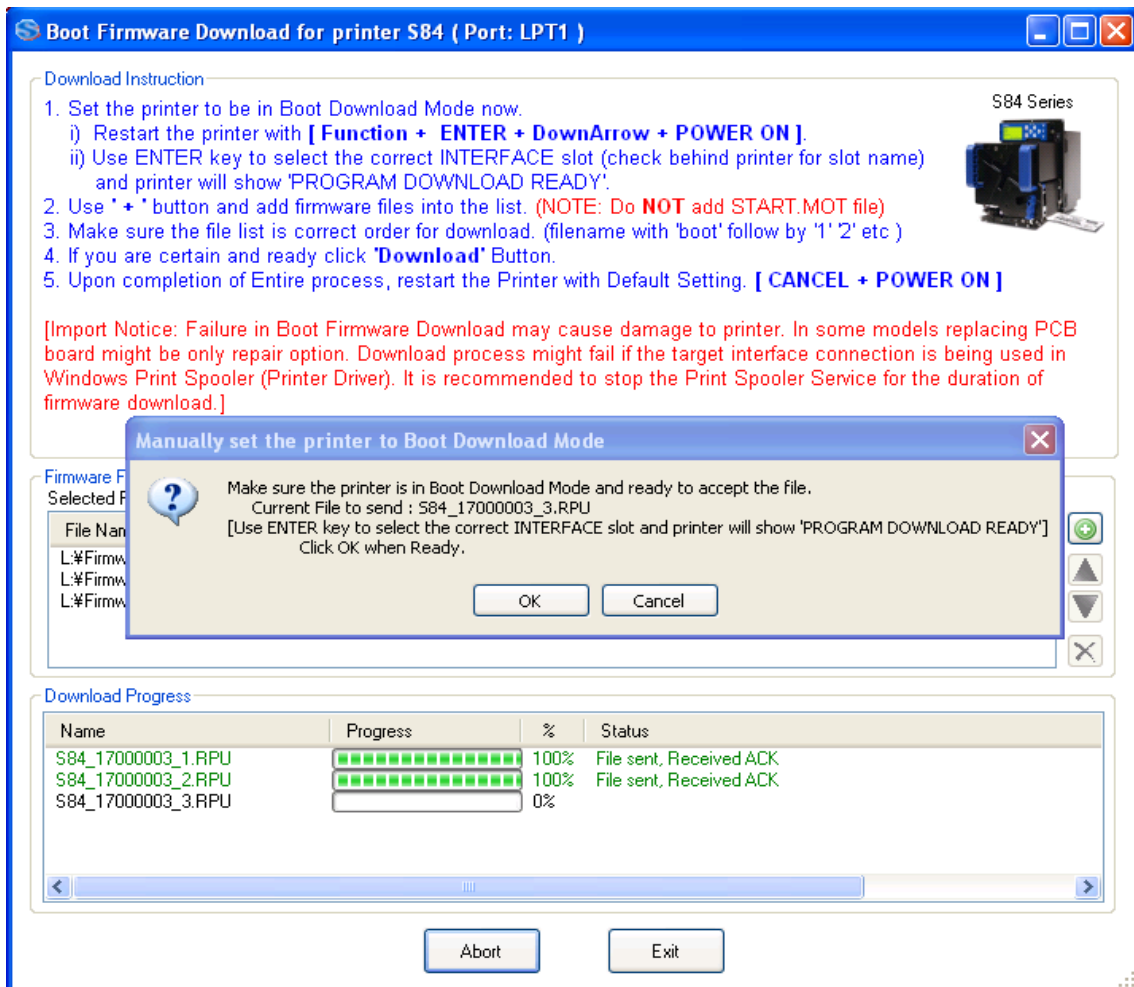 Boot Firmware Download for printer S84 ( Port: LPT1 )
Download Instruction
S84 Series
1. Set the printer to be in Boot Download Mode now.
i) Restart the printer with [ Function + ENTER + DownArrow + POWER ON ].
ii) Use ENTER key to select the correct INTERFACE slot (check behind printer for slot name)
and printer will show 'PROGRAM DOWNLOAD READY'.
2. Use ' + ' button and add firmware files into the list. (NOTE: Do NOT add START.MOT file)
3. Make sure the file list is correct order for download. (filename with 'boot' follow by '1' '2' etc )
4. If you are certain and ready click 'Download' Button.
5. Upon completion of Entire process, restart the Printer with Default Setting. [ CANCEL + POWER ON ]
[Import Notice: Failure in Boot Firmware Download may cause damage to printer. In some models replacing PCB
board might be only repair option. Download process might fail if the target interface connection is being used in
Windows Print Spooler (Printer Driver). It is recommended to stop the Print Spooler Service for the duration of
firmware download.]
Manually set the printer to Boot Download Mode
Make sure the printer is in Boot Download Mode and ready to accept the file.
Current File to send : S84_17000003_3.RPU
[Use ENTER key to select the correct INTERFACE slot and printer will show 'PROGRAM DOWNLOAD READY']
Click OK when Ready.
OK Cancel
Firmware F
Selected F
File Nan
L:¥Firmw
L:¥Firmw
L:¥Firmw
Download Progress
Name Progress % Status
S84_17000003_1.RPU 100% File sent, Received ACK
S84_17000003_2.RPU 100% File sent, Received ACK
S84_17000003_3.RPU 0%
Abort Exit